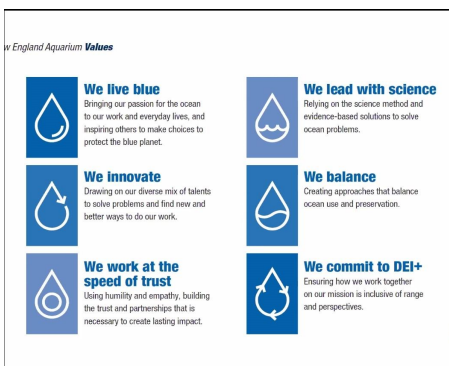 w England Aquarium Values
We live blue
Bringing our passion for the ocean
to our work and everyday lives, and
inspiring others to make choices to
protect the blue planet.
We innovate
Drawing on our diverse mix of talents
to solve problems and find new and
better ways to do our work.
We work at the
speed of trust
Using humility and empathy, building
the trust and partnerships that is
necessary to create lasting impact.
We lead with science
Relying on the science method and
evidence-based solutions to solve
ocean problems.
We balance
Creating approaches that balance
ocean use and preservation.
We commit to DEI+
Ensuring how we work together
on our mission is inclusive of range
and perspectives.